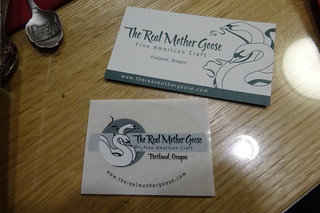 The Real Mother Goose
Fine American Craft
Portland, Oregon
www.therealmothergoose.com
The Real Mother Goose
Fine American Craft
Portland, Oregon
www.therealmothergoose.com